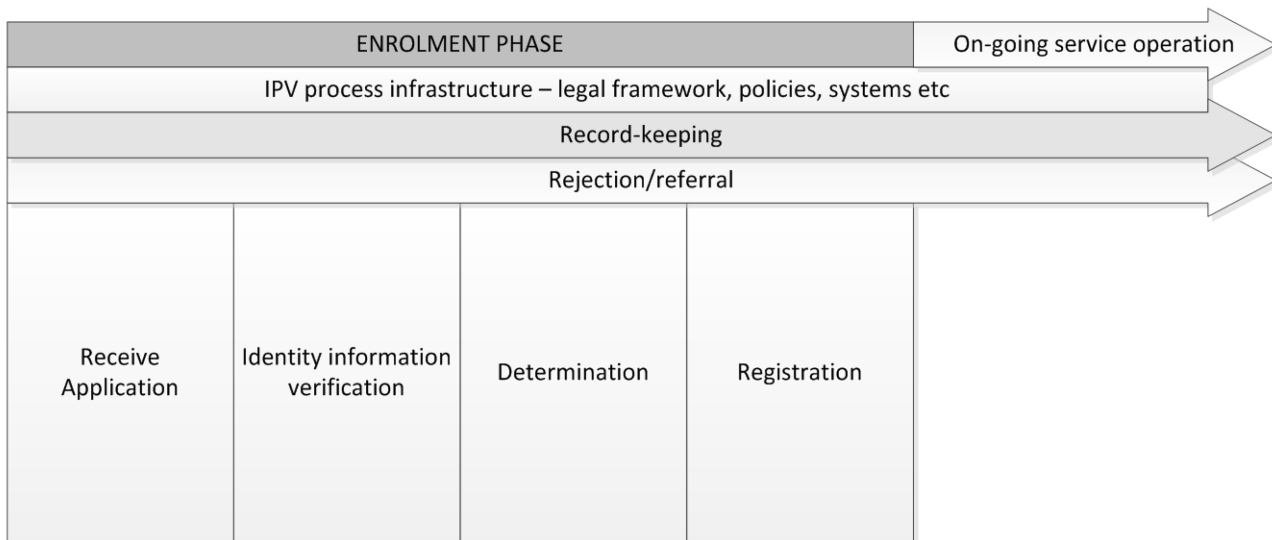 ENROLMENT PHASE
On-going service operation
IPV process infrastructure – legal framework, policies, systems etc
Record-keeping
Rejection/referral
Receive
Application
Identity information
verification
Determination
Registration